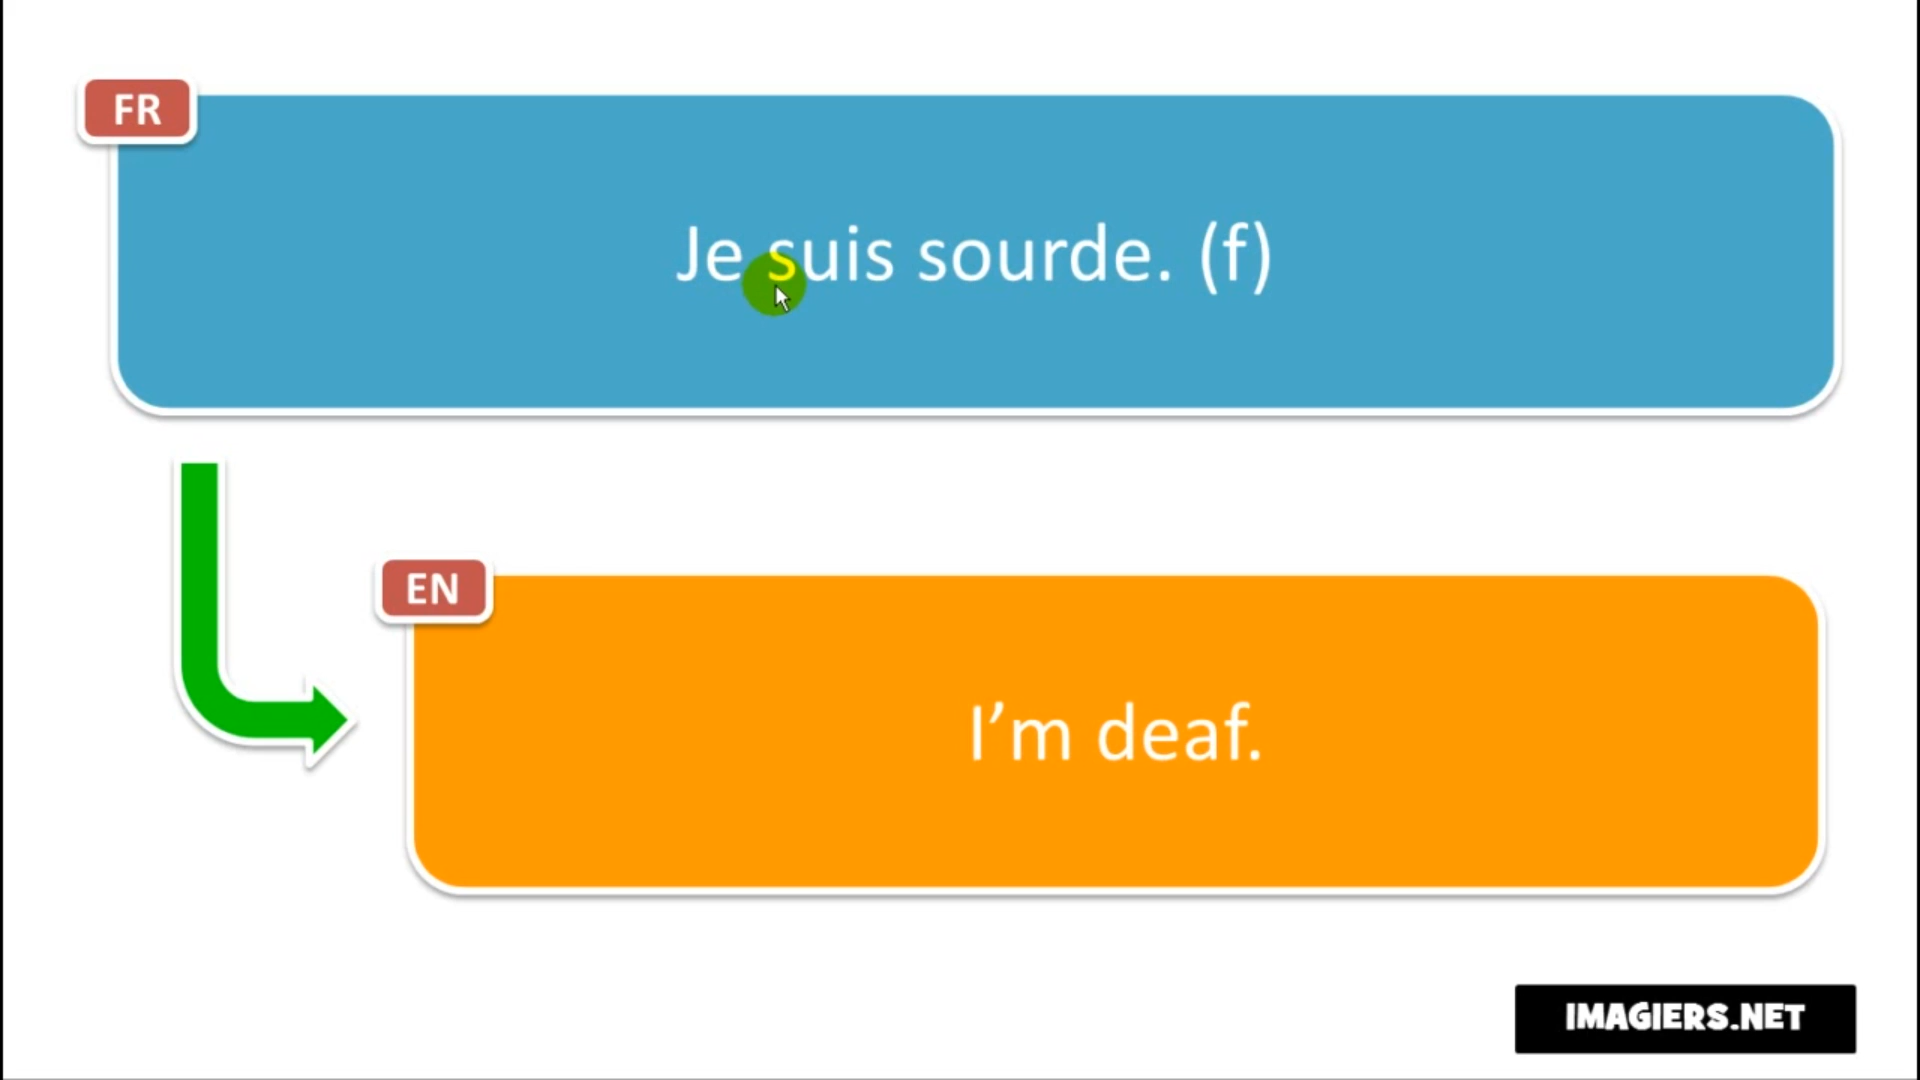 FR
Je suis sourde. (f)
EN
I’m deaf.
IMAGIERS.NET